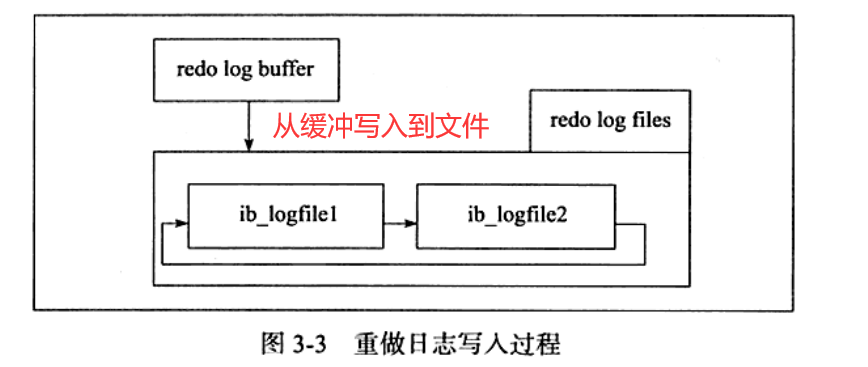 redo log buffer
从缓冲写入到文件
redo log files
ib_logfile1
ib_logfile2
图 3-3 重做日志写入过程